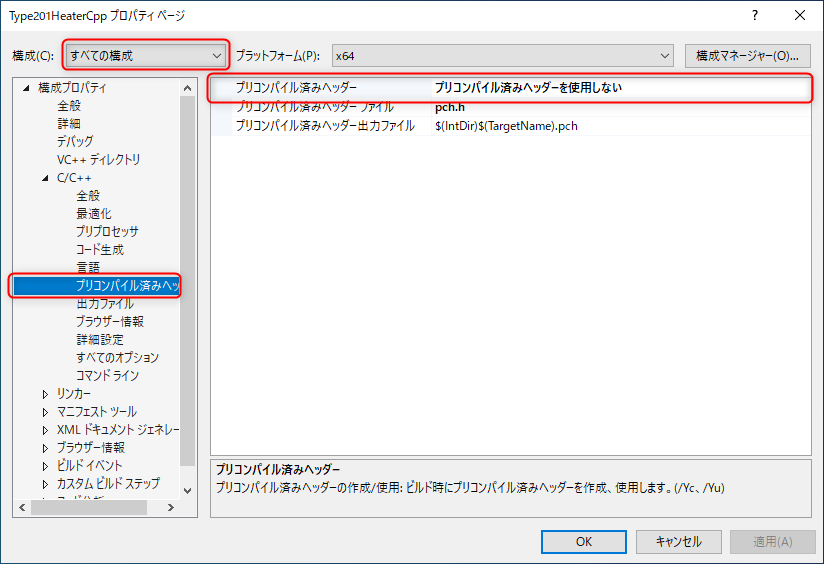 Type201HeaterCpp プロパティ ページ
? ×
構成(C): すべての構成 プラットフォーム(P): x64 構成マネージャー(O)...
構成プロパティ
全般
詳細
デバッグ
VC++ ディレクトリ
C/C++
全般
最適化
プリプロセッサ
コード生成
言語
プリコンパイル済みヘッ
出力ファイル
ブラウザー情報
詳細設定
すべてのオプション
コマンド ライン
リンカー
マニフェスト ツール
XML ドキュメント ジェネレー
ブラウザー情報
ビルド イベント
カスタム ビルド ステップ
プリコンパイル済みヘッダー プリコンパイル済みヘッダーを使用しない
プリコンパイル済みヘッダー ファイル pch.h
プリコンパイル済みヘッダー出力ファイル $(IntDir)$(TargetName).pch
プリコンパイル済みヘッダー
プリコンパイル済みヘッダーの作成/使用: ビルド時にプリコンパイル済みヘッダーを作成、使用します。(/Yc、/Yu)
OK キャンセル 適用(A)